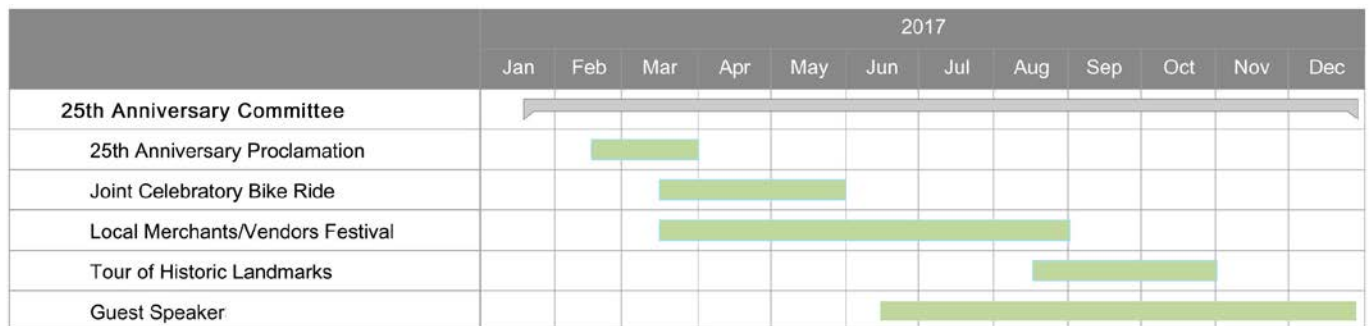 2017
Jan Feb Mar Apr May Jun Jul Aug Sep Oct Nov Dec
25th Anniversary Committee
25th Anniversary Proclamation
Joint Celebratory Bike Ride
Local Merchants/Vendors Festival
Tour of Historic Landmarks
Guest Speaker